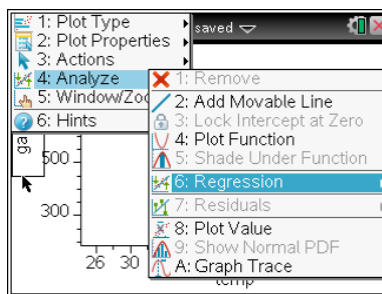 1: Plot Type
saved
2: Plot Properties
3: Actions
4: Analyze
1: Remove
5: Window/Zoo
2: Add Movable Line
6: Hints
3: Lock Intercept at Zero
4: Plot Function
ga
500
5: Shade Under Function
6: Regression
7: Residuals
300
8: Plot Value
9: Show Normal PDF
26 30
A: Graph Trace
temp